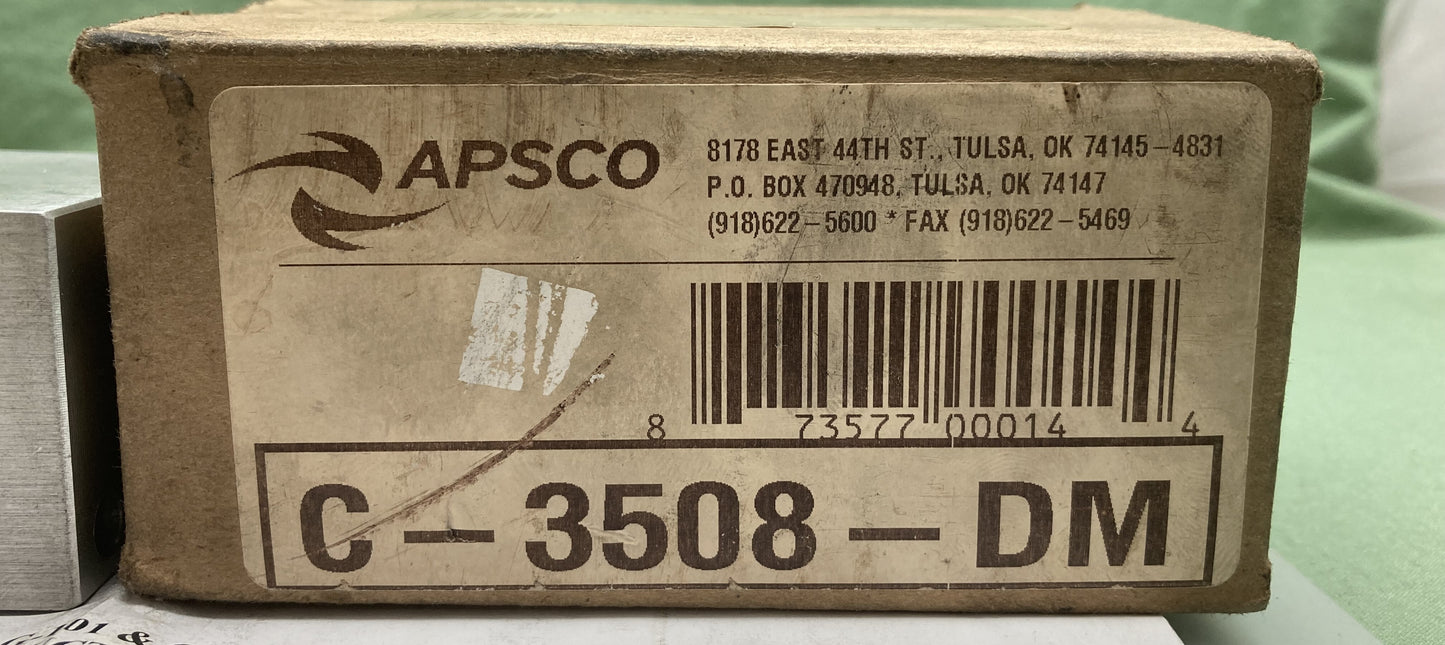 APSCO
8178 EAST 44TH ST., TULSA, OK 74145-4831
P.O. BOX 470948, TULSA, OK 74147
(918)622-5600 * FAX (918)622-5469
8 73577 00014 4
C-3508-DM